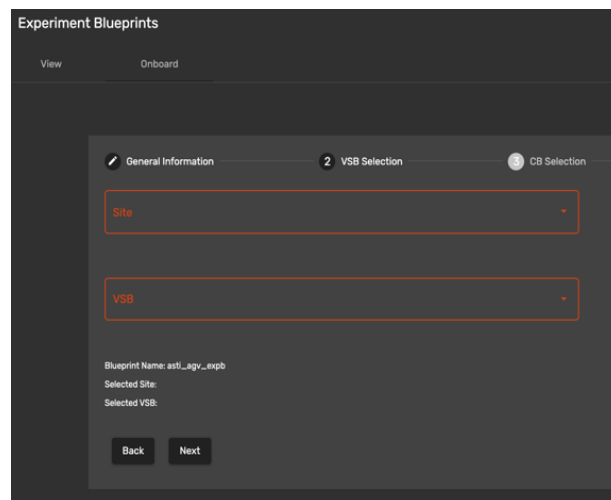 Experiment Blueprints
View Onboard
General Information 2 VSB Selection 3 CB Selection
Site
VSB
Blueprint Name: asti_agv_expb
Selected Site:
Selected VSB:
Back Next